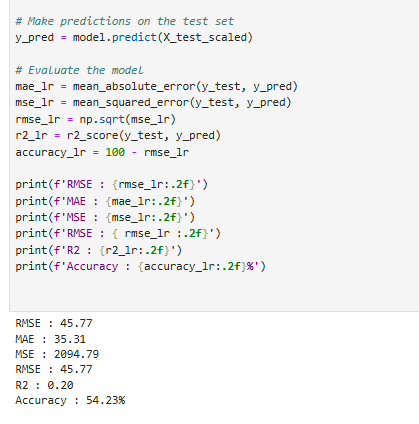 # Make predictions on the test set
y_pred = model.predict(X_test_scaled)
# Evaluate the model
mae_lr = mean_absolute_error(y_test, y_pred)
mse_lr = mean_squared_error(y_test, y_pred)
rmse_lr = np.sqrt(mse_lr)
r2_lr = r2_score(y_test, y_pred)
accuracy_lr = 100 - rmse_lr
print(f'RMSE : {rmse_lr:.2f}')
print(f'MAE : {mae_lr:.2f}')
print(f'MSE : {mse_lr:.2f}')
print(f'RMSE : { rmse_lr :.2f}')
print(f'R2 : {r2_lr:.2f}')
print(f'Accuracy : {accuracy_lr:.2f}%')
RMSE : 45.77
MAE : 35.31
MSE : 2094.79
RMSE : 45.77
R2 : 0.20
Accuracy : 54.23%